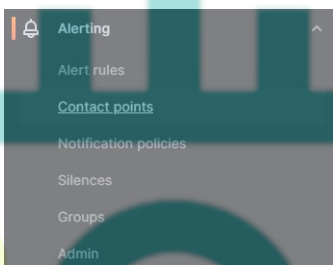 Alerting
Alert rules
Contact points
Notification policies
Silences
Groups
Admin